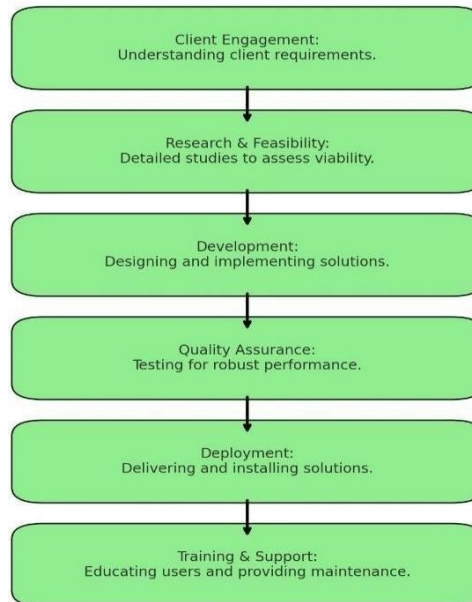 Client Engagement:
Understanding client requirements.
Research & Feasibility:
Detailed studies to assess viability.
Development:
Designing and implementing solutions.
Quality Assurance:
Testing for robust performance.
Deployment:
Delivering and installing solutions.
Training & Support:
Educating users and providing maintenance.